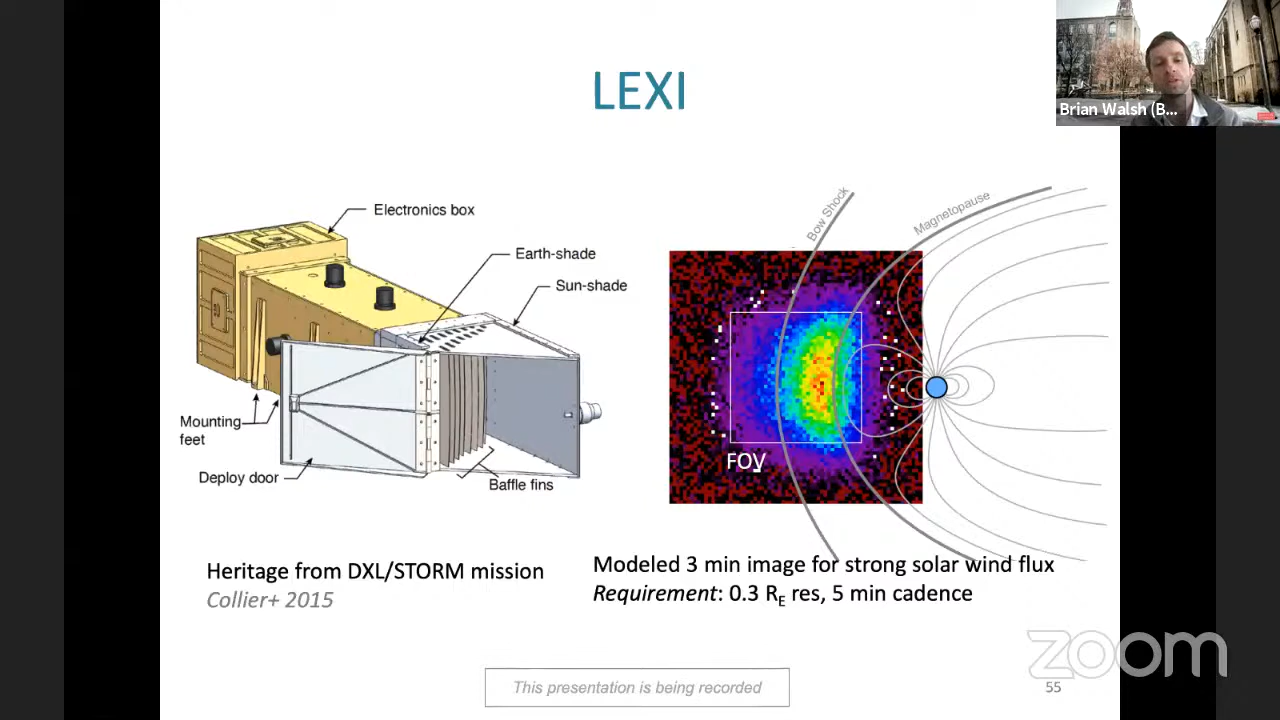 LEXI
Brian Walsh (B...
Electronics box
Earth-shade
Sun-shade
Mounting
feet
Deploy door
Baffle fins
Bow Shock
Magnetopause
FOV
Heritage from DXL/STORM mission
Collier+ 2015
Modeled 3 min image for strong solar wind flux
Requirement: 0.3 RE res, 5 min cadence
zoom
This presentation is being recorded
55